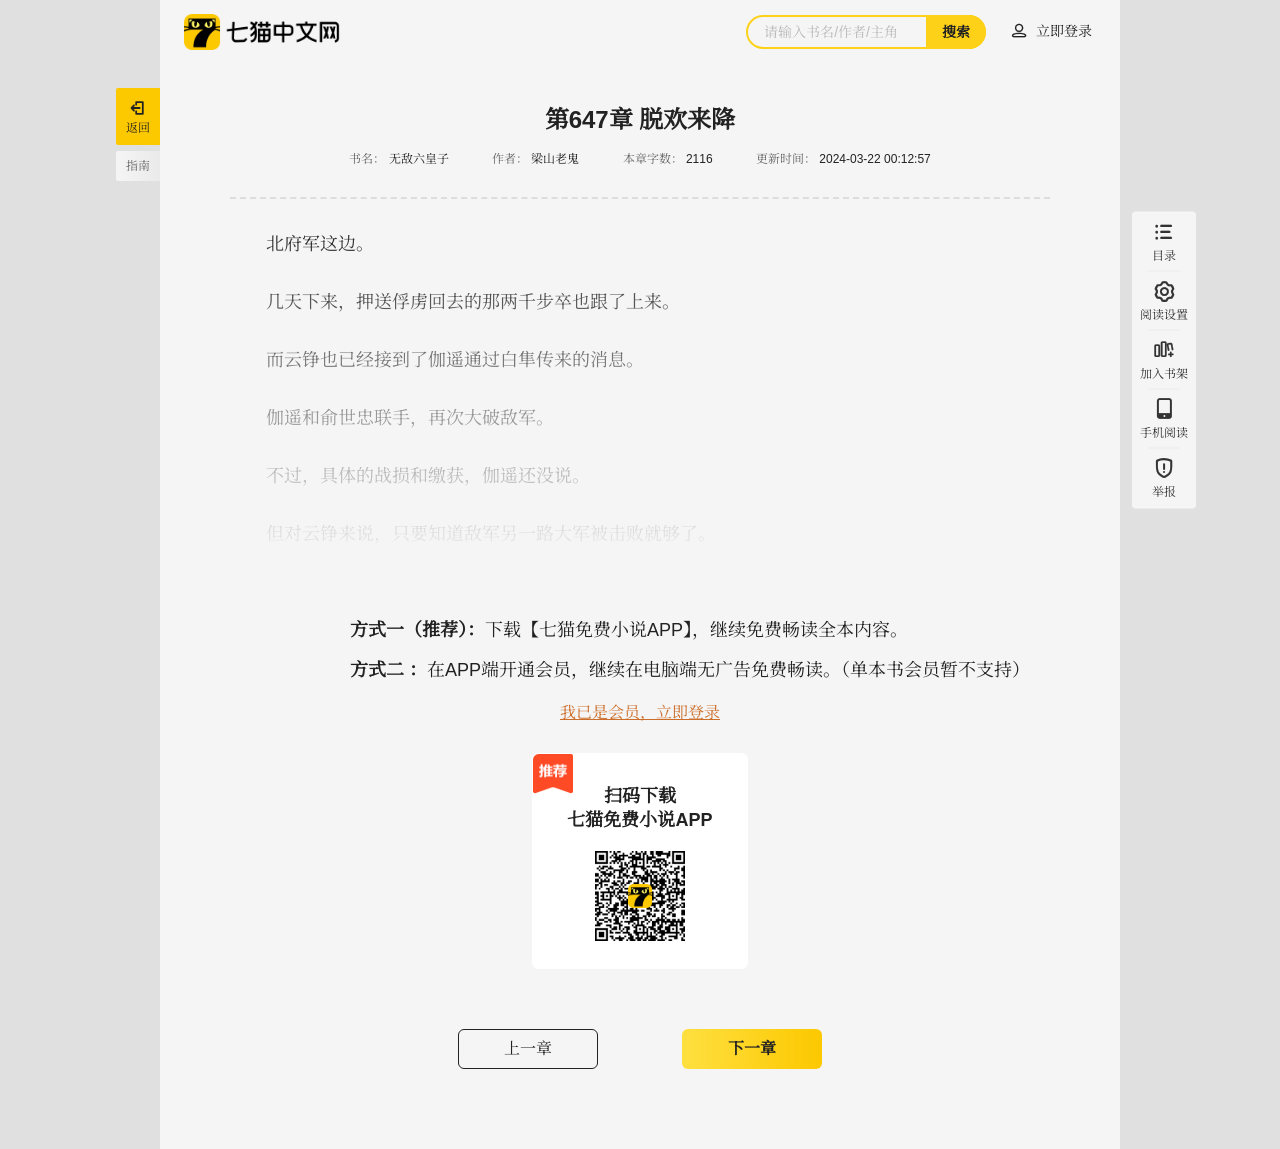 七猫中文网
请输入书名/作者/主角
搜索
立即登录
返回
指南
第647章 脱欢来降
书名： 无敌六皇子 作者： 梁山老鬼 本章字数： 2116 更新时间： 2024-03-22 00:12:57
北府军这边。
几天下来，押送俘虏回去的那两千步卒也跟了上来。
而云铮也已经接到了伽遥通过白隼传来的消息。
伽遥和俞世忠联手，再次大破敌军。
不过，具体的战损和缴获，伽遥还没说。
但对云铮来说，只要知道敌军另一路大军被击败就够了。
目录
阅读设置
加入书架
手机阅读
举报
方式一（推荐）：下载【七猫免费小说APP】，继续免费畅读全本内容。
方式二 ：在APP端开通会员，继续在电脑端无广告免费畅读。（单本书会员暂不支持）
我已是会员，立即登录
推荐
扫码下载
七猫免费小说APP
上一章
下一章